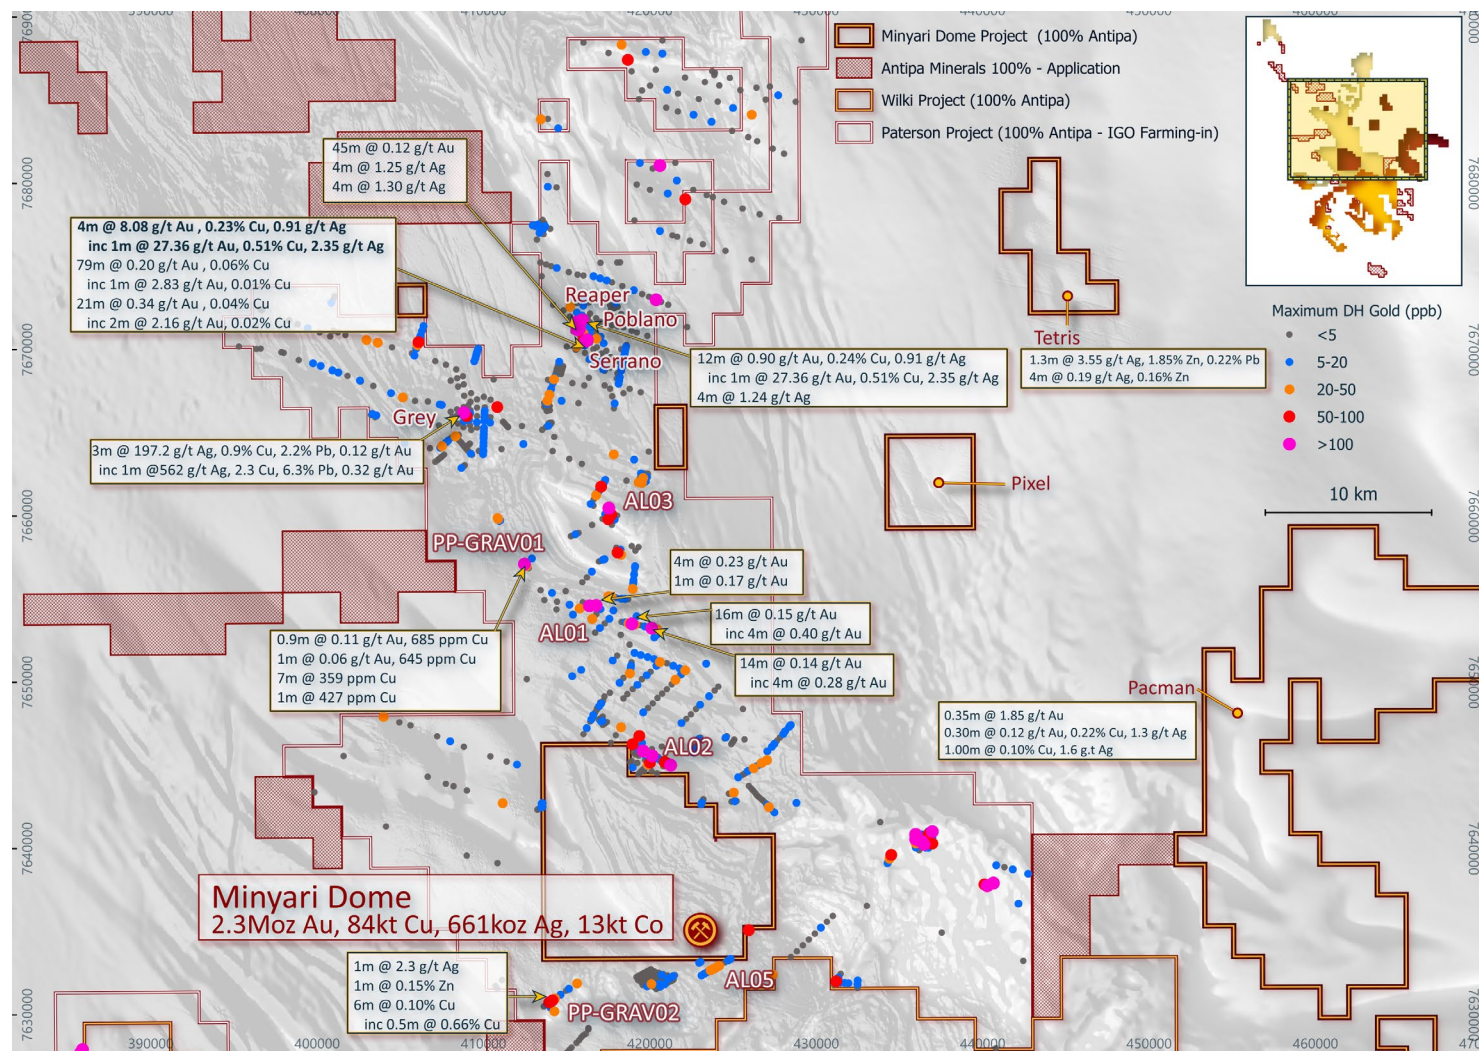 400000
410000
420000
430000
440000
450000
460000
Minyari Dome Project (100% Antipa)
Antipa Minerals 100% - Application
Wilki Project (100% Antipa)
Paterson Project (100% Antipa - IGO Farming-in)
45m @ 0.12 g/t Au
4m @ 1.25 g/t Ag
4m @ 1.30 g/t Ag
7680000
7680000
4m @ 8.08 g/t Au , 0.23% Cu, 0.91 g/t Ag
inc 1m @ 27.36 g/t Au, 0.51% Cu, 2.35 g/t Ag
79m @ 0.20 g/t Au , 0.06% Cu
inc 1m @ 2.83 g/t Au, 0.01% Cu
21m @ 0.34 g/t Au , 0.04% Cu
inc 2m @ 2.16 g/t Au, 0.02% Cu
Reaper
Poblano
Serrano
Tetris
1.3m @ 3.55 g/t Ag, 1.85% Zn, 0.22% Pb
4m @ 0.19 g/t Ag, 0.16% Zn
Maximum DH Gold (ppb)
<5
5-20
20-50
50-100
>100
7670000
7670000
12m @ 0.90 g/t Au, 0.24% Cu, 0.91 g/t Ag
inc 1m @ 27.36 g/t Au, 0.51% Cu, 2.35 g/t Ag
4m @ 1.24 g/t Ag
Grey
3m @ 197.2 g/t Ag, 0.9% Cu, 2.2% Pb, 0.12 g/t Au
inc 1m @562 g/t Ag, 2.3 Cu, 6.3% Pb, 0.32 g/t Au
Pixel
10 km
AL03
7660000
7660000
PP-GRAV01
4m @ 0.23 g/t Au
1m @ 0.17 g/t Au
16m @ 0.15 g/t Au
inc 4m @ 0.40 g/t Au
AL01
0.9m @ 0.11 g/t Au, 685 ppm Cu
1m @ 0.06 g/t Au, 645 ppm Cu
7m @ 359 ppm Cu
1m @ 427 ppm Cu
14m @ 0.14 g/t Au
inc 4m @ 0.28 g/t Au
7650000
7650000
Pacman
0.35m @ 1.85 g/t Au
0.30m @ 0.12 g/t Au, 0.22% Cu, 1.3 g/t Ag
1.00m @ 0.10% Cu, 1.6 g.t Ag
AL02
7640000
7640000
Minyari Dome
2.3Moz Au, 84kt Cu, 661koz Ag, 13kt Co
1m @ 2.3 g/t Ag
1m @ 0.15% Zn
6m @ 0.10% Cu
inc 0.5m @ 0.66% Cu
AL05
PP-GRAV02
7630000
7630000
390000
400000
410000
420000
430000
440000
450000
460000